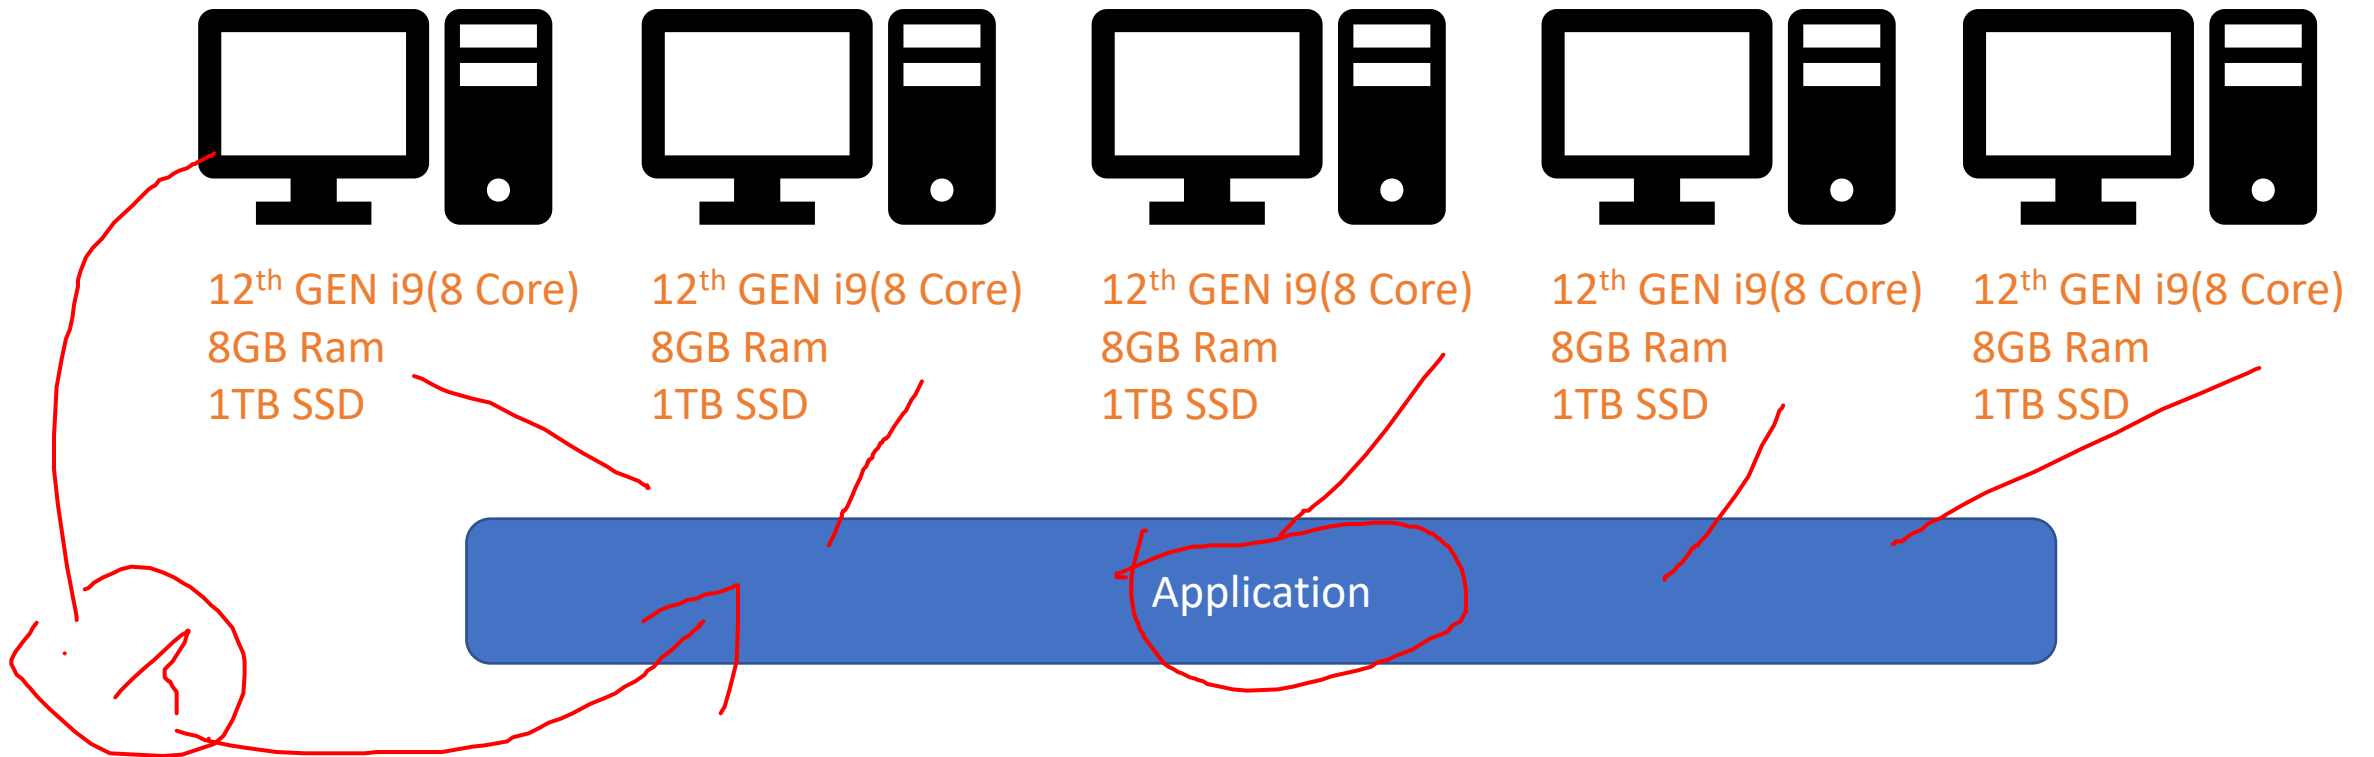 12th GEN i9(8 Core)
8GB Ram
1TB SSD
12th GEN i9(8 Core)
8GB Ram
1TB SSD
12th GEN i9(8 Core)
8GB Ram
1TB SSD
12th GEN i9(8 Core)
8GB Ram
1TB SSD
12th GEN i9(8 Core)
8GB Ram
1TB SSD
Application